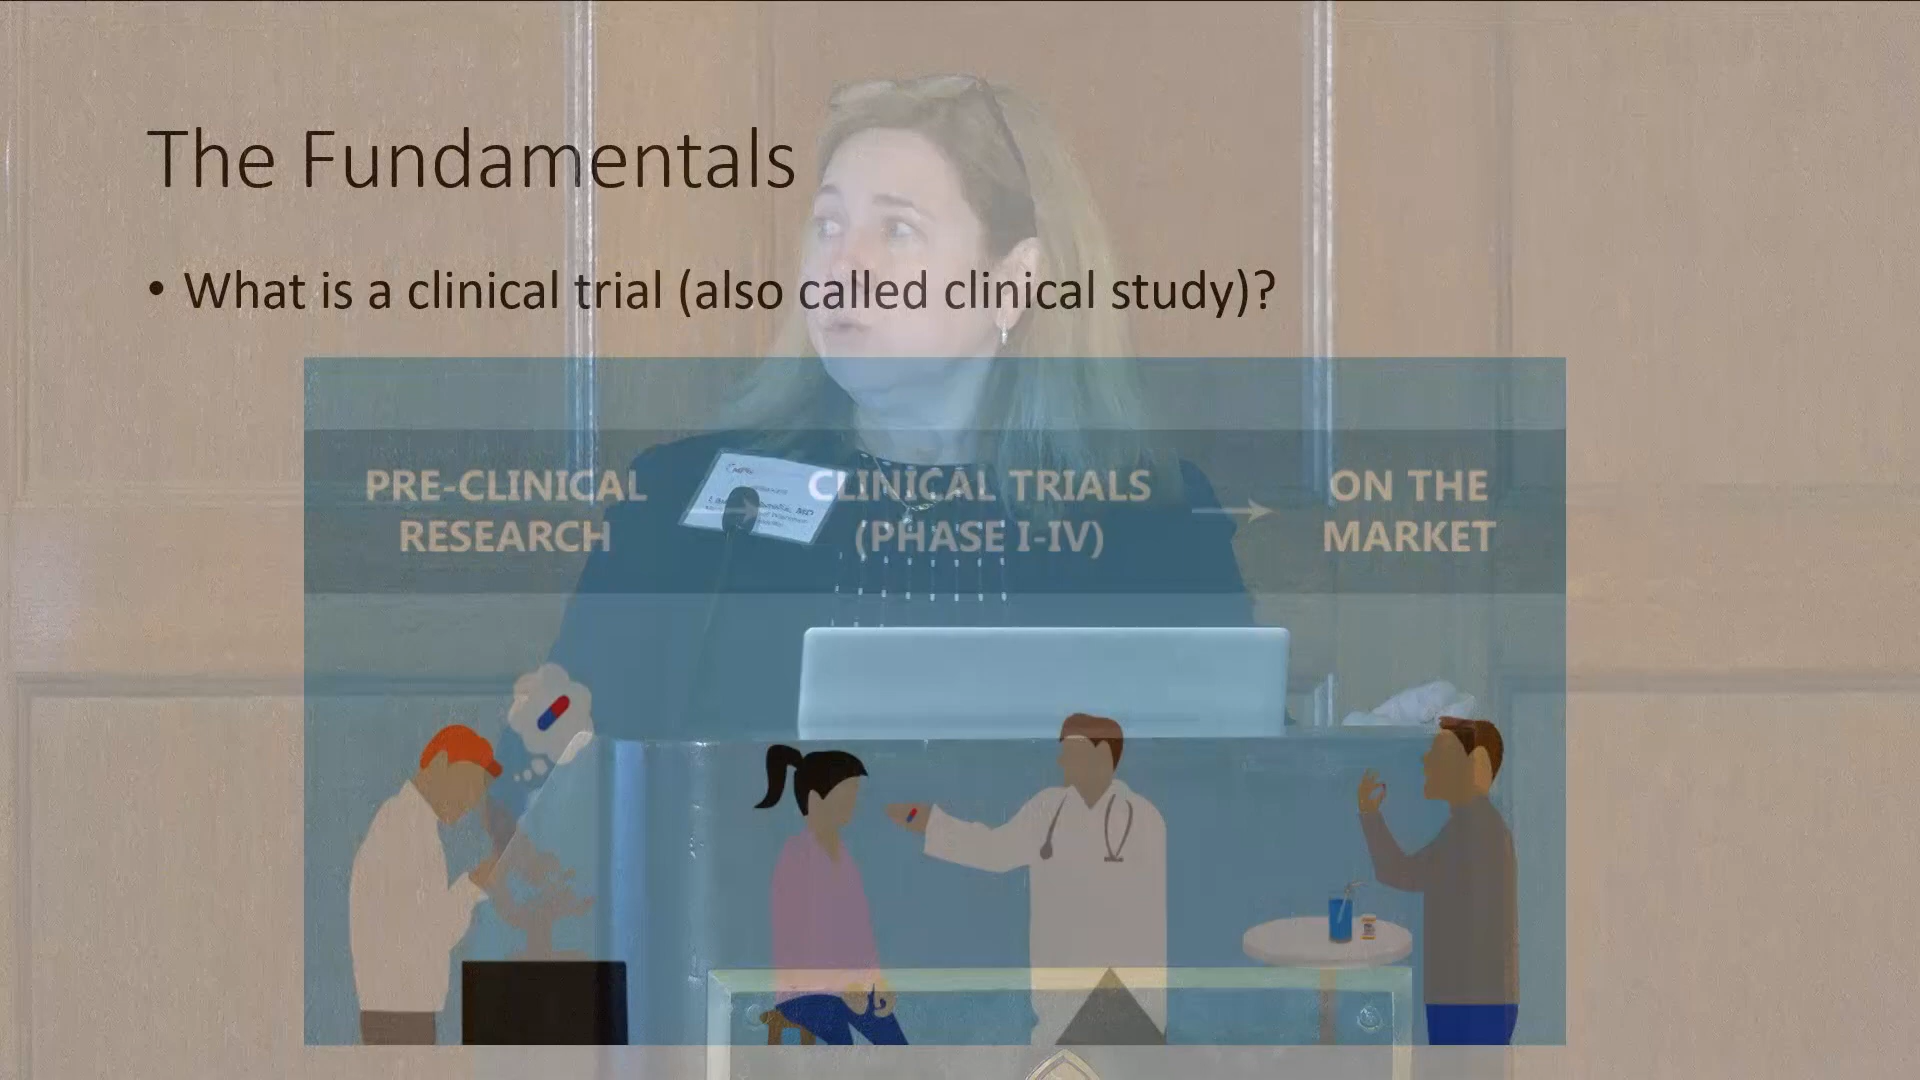 The Fundamentals
• What is a clinical trial (also called clinical study)?
PRE-CLINICAL
RESEARCH
CLINICAL TRIALS
(PHASE I-IV)
ON THE
MARKET
MD